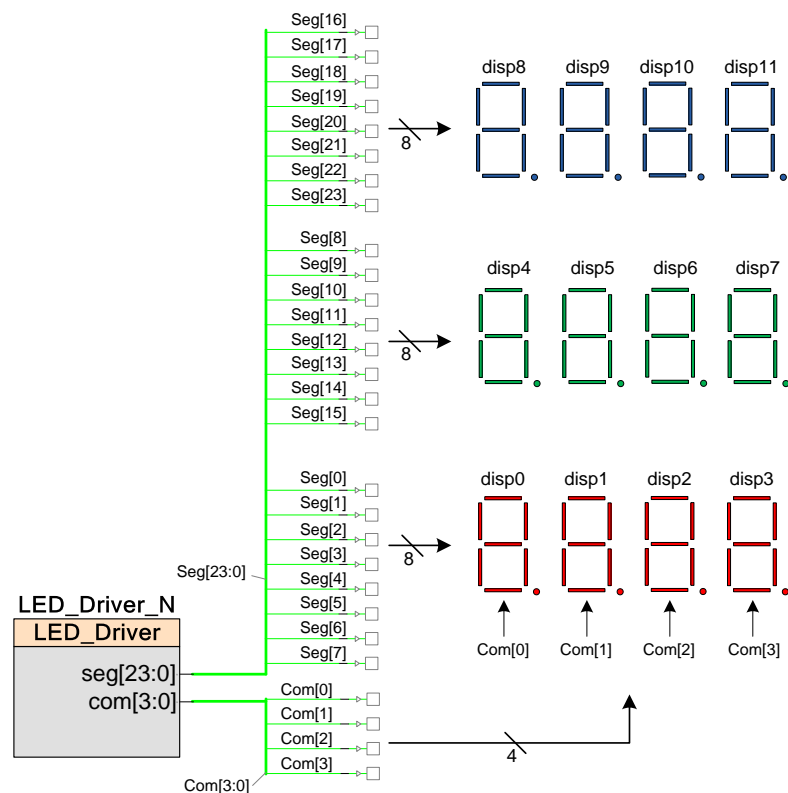 Seg[16]
Seg[17]
Seg[18]
Seg[19]
Seg[20]
Seg[21]
Seg[22]
Seg[23]
8
disp8 disp9 disp10 disp11
Seg[8]
Seg[9]
Seg[10]
Seg[11]
Seg[12]
Seg[13]
Seg[14]
Seg[15]
8
disp4 disp5 disp6 disp7
Seg[0]
Seg[1]
Seg[2]
Seg[3]
Seg[4]
Seg[5]
Seg[6]
Seg[7]
8
disp0 disp1 disp2 disp3
Com[0] Com[1] Com[2] Com[3]
Seg[23:0]
LED_Driver_N
LED_Driver
seg[23:0]
com[3:0]
Com[0]
Com[1]
Com[2]
Com[3]
4
Com[3:0]